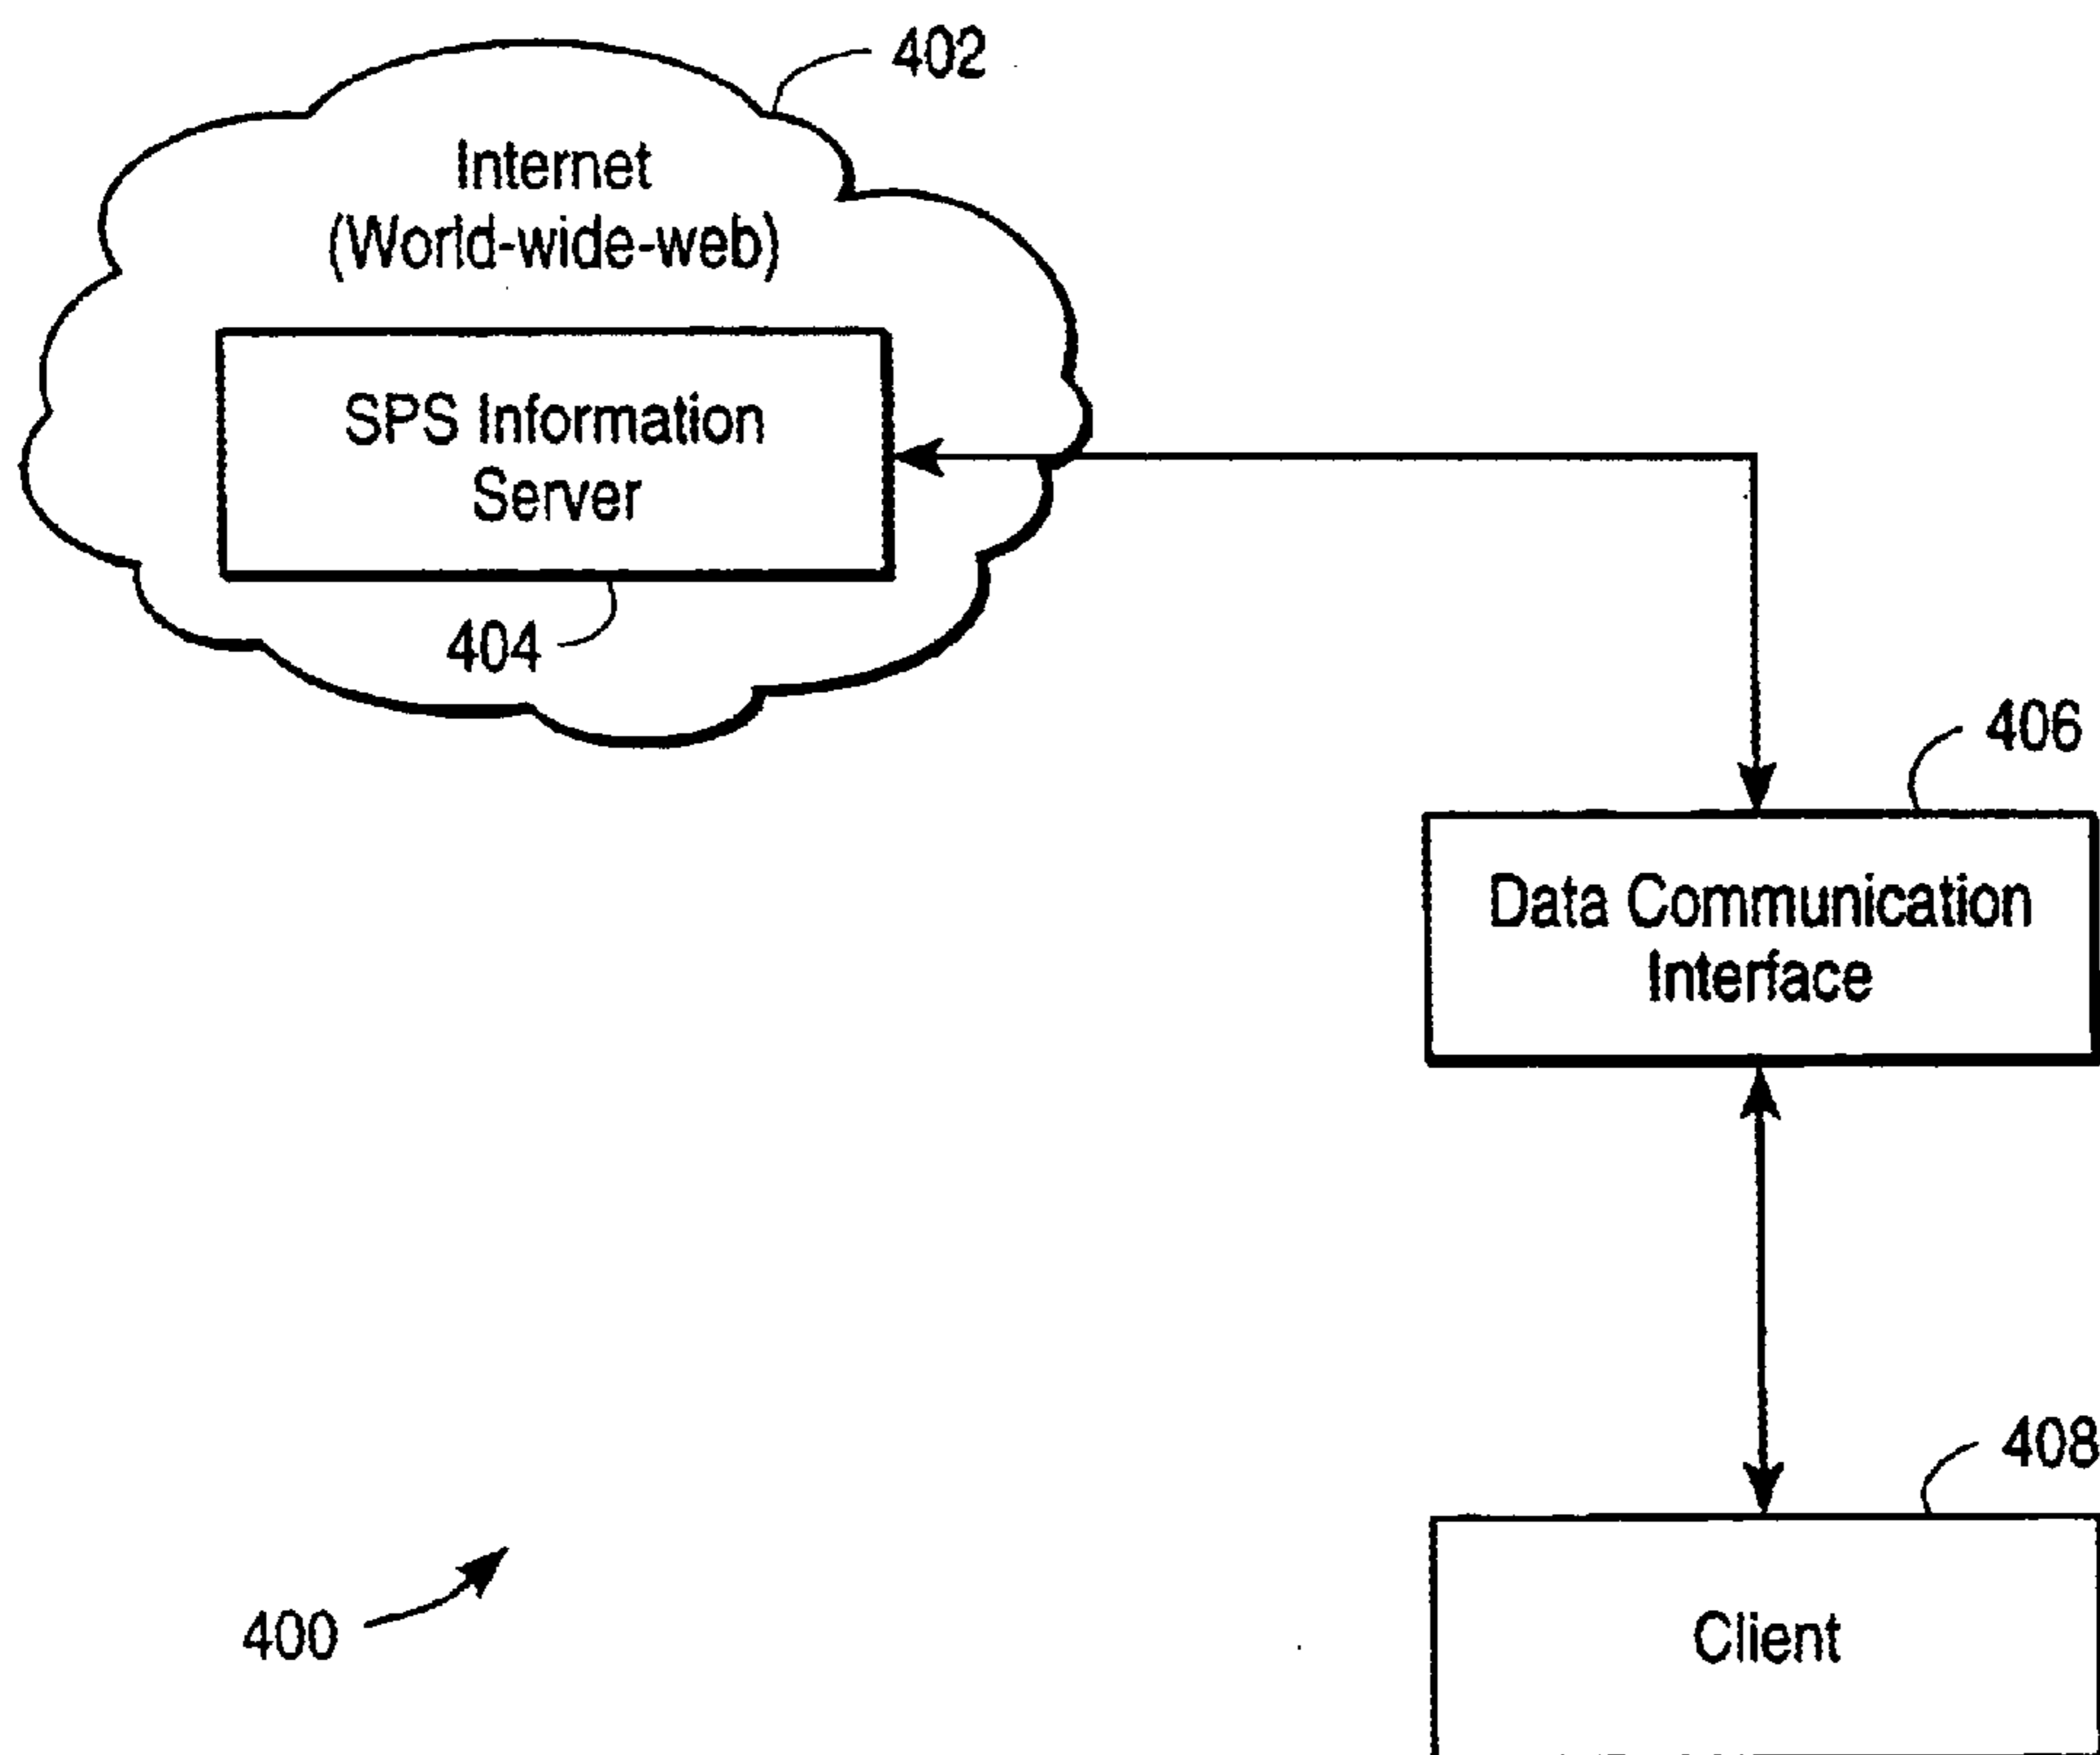 402
Internet
(World-wide-web)
SPS Information
Server
404
406
Data Communication
Interface
408
400
Client